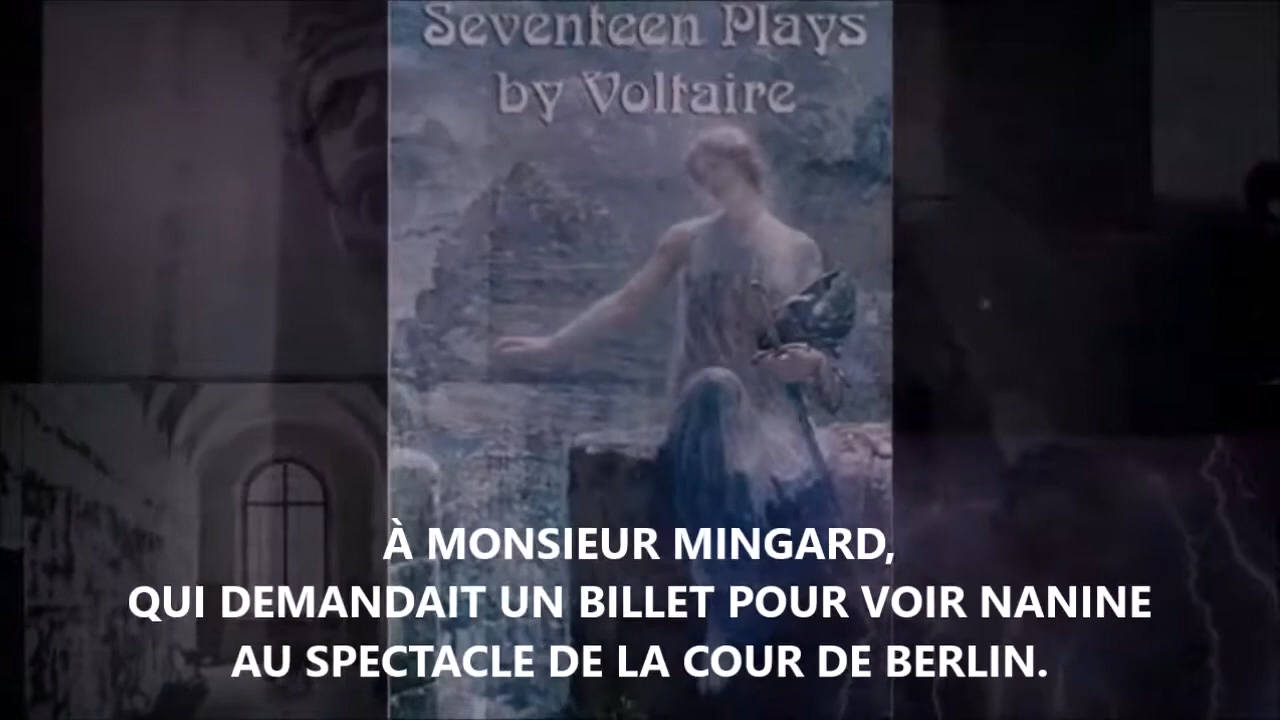 Seventeen Plays
by Voltaire
À MONSIEUR MINGARD,
QUI DEMANDAIT UN BILLET POUR VOIR NANINE
AU SPECTACLE DE LA COUR DE BERLIN.